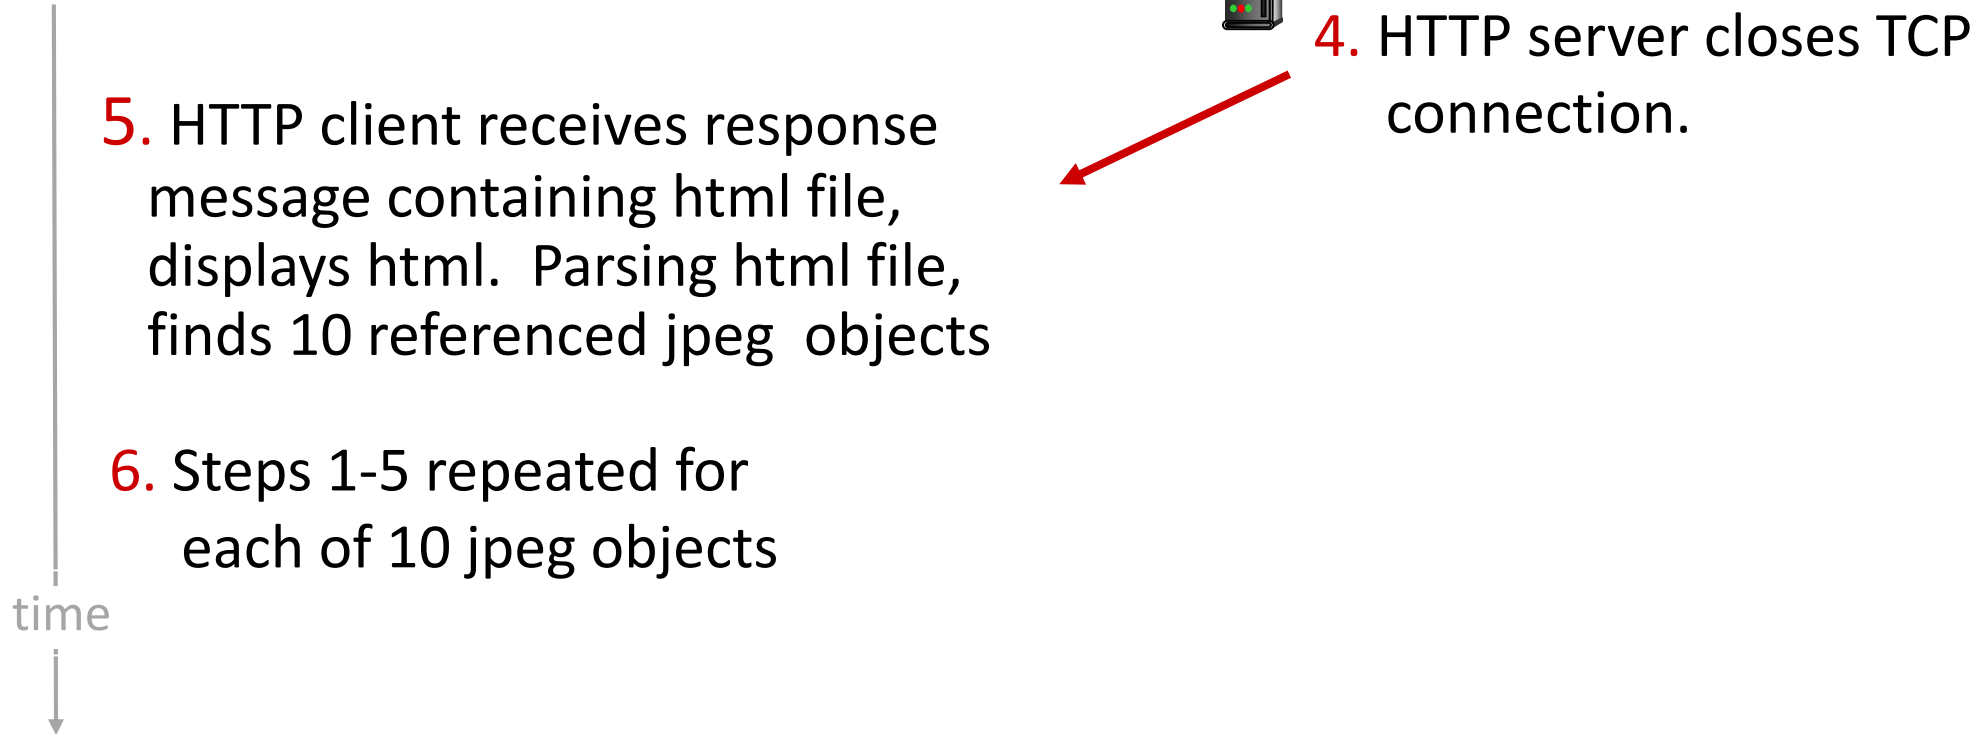 4. HTTP server closes TCP
connection.
5. HTTP client receives response
message containing html file,
displays html.  Parsing html file,
finds 10 referenced jpeg  objects
6. Steps 1-5 repeated for
each of 10 jpeg objects
time